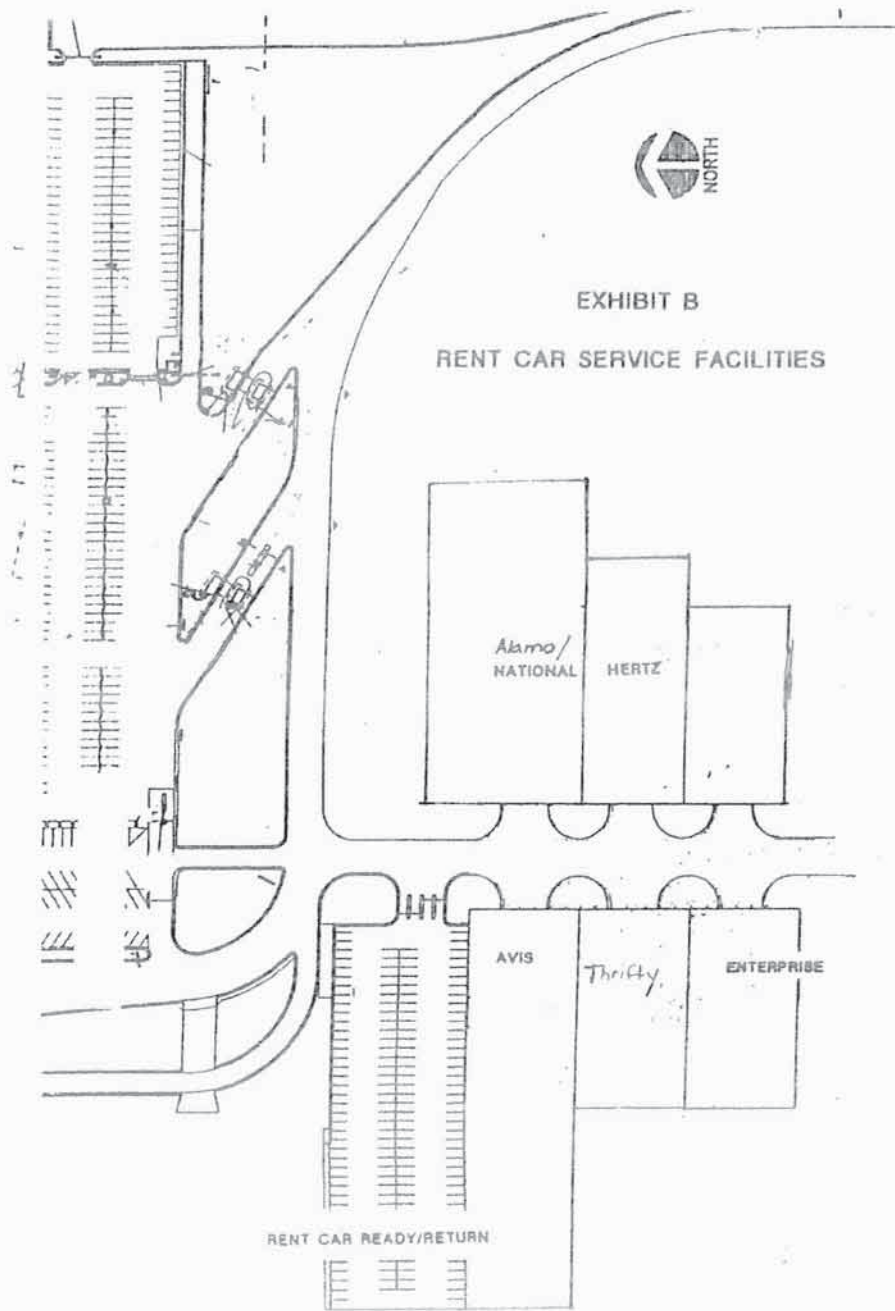 NORTH
EXHIBIT B
RENT CAR SERVICE FACILITIES
Alamo/
NATIONAL
HERTZ
AVIS
Thrifty
ENTERPRISE
RENT CAR READY/RETURN